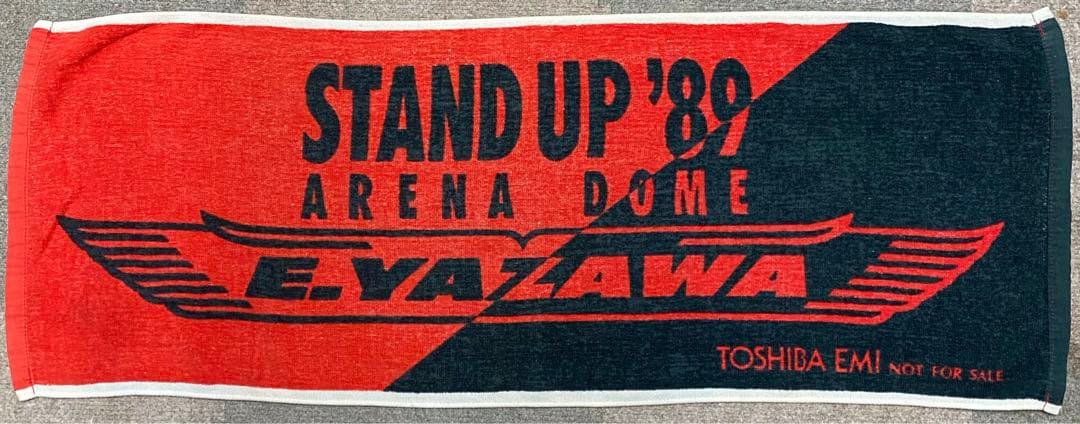 STAND UP '89
ARENA DOME
E.YAZAWA
TOSHIBA EMI NOT FOR SALE